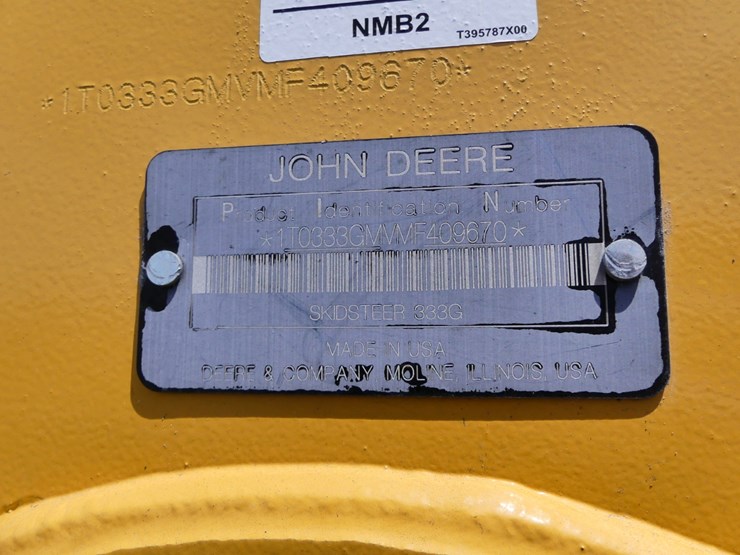 NMB2 T395787X00
*1T0333GMVMF409670*
JOHN DEERE
Product Identification Number
*1T0333GMVMF409670*
SKIDSTEER 333G
MADE IN USA
DEERE & COMPANY MOLINE, ILLINOIS, USA